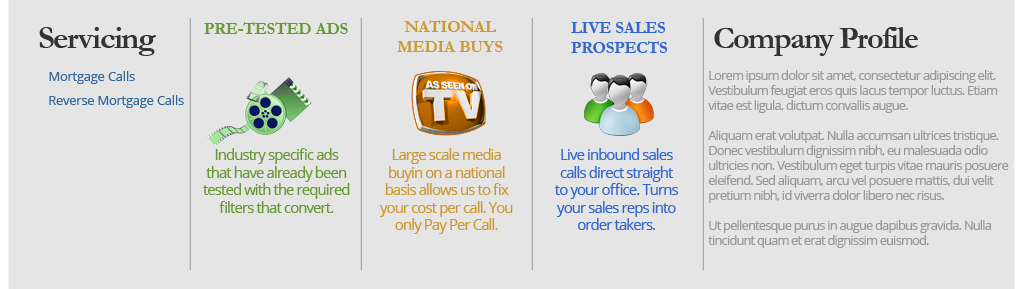 Servicing
Mortgage Calls
Reverse Mortgage Calls
PRE-TESTED ADS
Industry specific ads
that have already been
tested with the required
filters that convert.
NATIONAL
MEDIA BUYS
AS SEEN ON
TV
Large scale media
buyin on a national
basis allows us to fix
your cost per call. You
only Pay Per Call.
LIVE SALES
PROSPECTS
Live inbound sales
calls direct straight
to your office. Turns
your sales reps into
order takers.
Company Profile
Lorem ipsum dolor sit amet, consectetur adipiscing elit.
Vestibulum feugiat eros quis lacus tempor luctus. Etiam
vitae est ligula, dictum convallis augue.
Aliquam erat volutpat. Nulla accumsan ultrices tristique.
Donec vestibulum dignissim nibh, eu malesuada odio
ultricies non. Vestibulum eget turpis vitae mauris posuere
eleifend. Sed aliquam, arcu vel posuere mattis, dui velit
pretium nibh, id viverra dolor libero nec risus.
Ut pellentesque purus in augue dapibus gravida. Nulla
tincidunt quam et erat dignissim euismod.